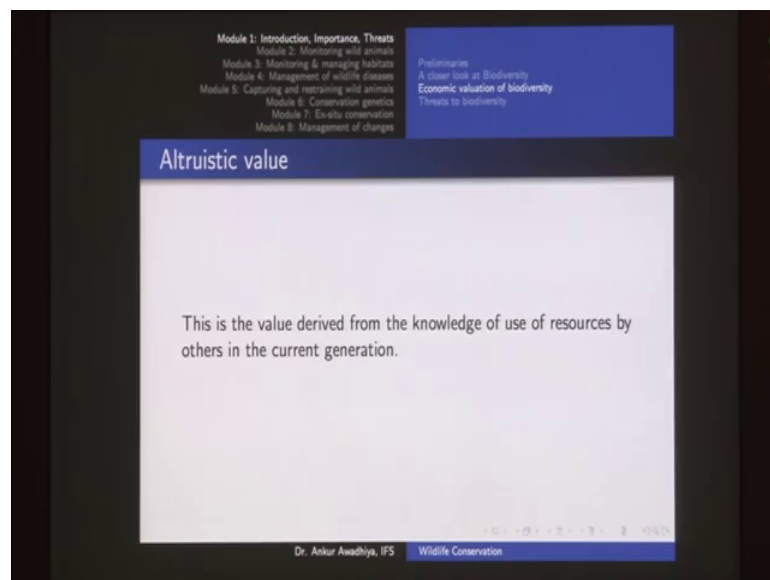 Module 1: Introduction, Importance, Threats
Module 2: Monitoring wild animals
Module 3: Monitoring & managing habitats
Module 4: Management of wildlife diseases
Module 5: Capturing and restraining wild animals
Module 6: Conservation genetics
Module 7: Ex-situ conservation
Module 8: Management of changes
Preliminaries
A closer look at Biodiversity
Economic valuation of biodiversity
Threats to biodiversity
Altruistic value
This is the value derived from the knowledge of use of resources by
others in the current generation.
Dr. Ankur Awadhiya, IFS
Wildlife Conservation